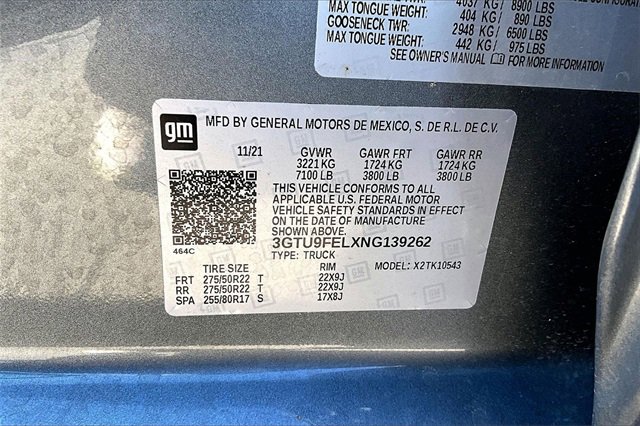 4037 KG/ 8900 LBS
MAX TONGUE WEIGHT: 404 KG/ 890 LBS
GOOSENECK TWR: 2948 KG/ 6500 LBS
MAX TONGUE WEIGHT: 442 KG/ 975 LBS
SEE OWNER'S MANUAL FOR MORE INFORMATION
gm MFD BY GENERAL MOTORS DE MEXICO, S. DE R.L. DE C.V.
11/21 GVWR GAWR FRT GAWR RR
3221 KG 1724 KG 1724 KG
7100 LB 3800 LB 3800 LB
THIS VEHICLE CONFORMS TO ALL
APPLICABLE U.S. FEDERAL MOTOR
VEHICLE SAFETY STANDARDS IN EFFECT
ON THE DATE OF MANUFACTURE
SHOWN ABOVE.
3GTU9FELXNG139262
464C TYPE: TRUCK
TIRE SIZE RIM MODEL: X2TK10543
FRT 275/50R22 T 22X9J
RR 275/50R22 T 22X9J
SPA 255/80R17 S 17X8J